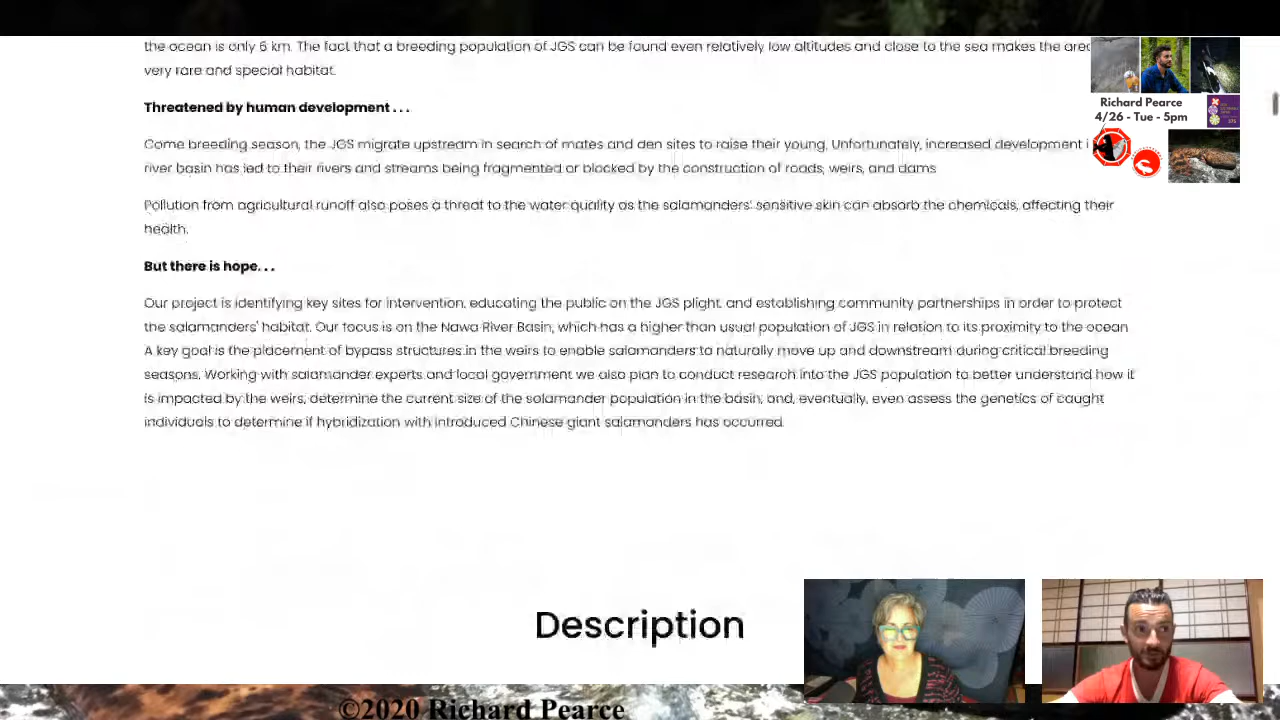 the ocean is only 6 km. The fact that a breeding population of JGS can be found even relatively low altitudes and close to the sea makes the area
very rare and special habitat.
Richard Pearce
4/26 - Tue - 5pm
Threatened by human development . . .
Come breeding season, the JGS migrate upstream in search of mates and den sites to raise their young. Unfortunately, increased development i
river basin has led to their rivers and streams being fragmented or blocked by the construction of roads, weirs, and dams
Pollution from agricultural runoff also poses a threat to the water quality as the salamanders' sensitive skin can absorb the chemicals, affecting their
health.
But there is hope. . .
Our project is identifying key sites for intervention, educating the public on the JGS plight, and establishing community partnerships in order to protect
the salamanders' habitat. Our focus is on the Nawa River Basin, which has a higher than usual population of JGS in relation to its proximity to the ocean
A key goal is the placement of bypass structures in the weirs to enable salamanders to naturally move up and downstream during critical breeding
seasons. Working with salamander experts and local government we also plan to conduct research into the JGS population to better understand how it
is impacted by the weirs, determine the current size of the salamander population in the basin, and, eventually, even assess the genetics of caught
individuals to determine if hybridization with introduced Chinese giant salamanders has occurred.
Description
©2020 Richard Pearce